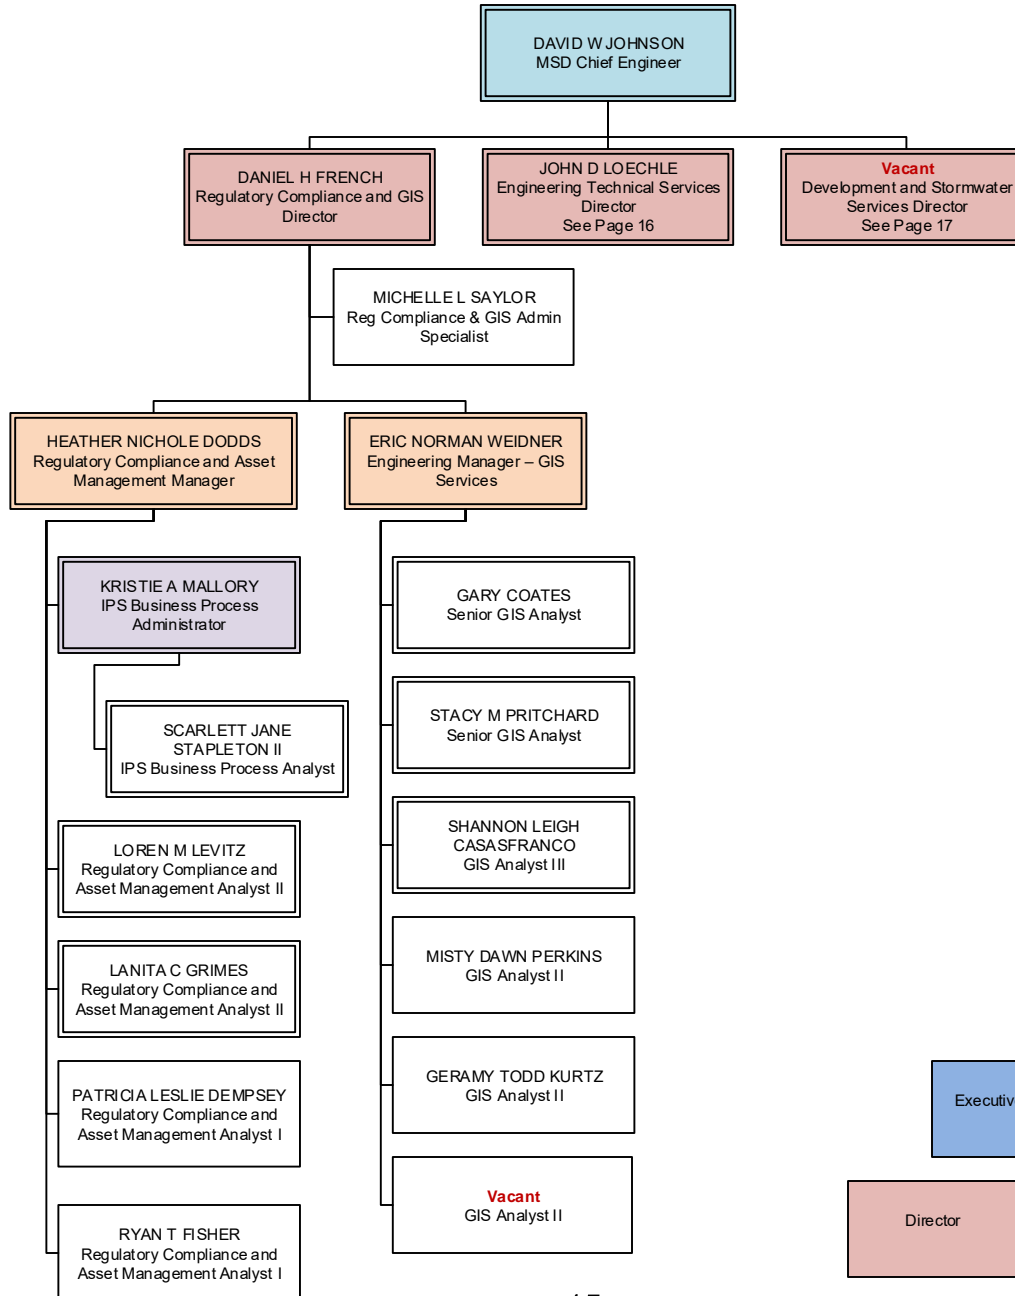 DAVID W JOHNSON
MSD Chief Engineer
DANIEL H FRENCH
Regulatory Compliance and GIS
Director
JOHN D LOECHLE
Engineering Technical Services
Director
See Page 16
Vacant
Development and Stormwater
Services Director
See Page 17
MICHELLE L SAYLOR
Reg Compliance & GIS Admin
Specialist
HEATHER NICHOLE DODDS
Regulatory Compliance and Asset
Management Manager
ERIC NORMAN WEIDNER
Engineering Manager – GIS
Services
KRISTIE A MALLORY
IPS Business Process
Administrator
SCARLETT JANE
STAPLETON II
IPS Business Process Analyst
LOREN M LEVITZ
Regulatory Compliance and
Asset Management Analyst II
LANITA C GRIMES
Regulatory Compliance and
Asset Management Analyst II
PATRICIA LESLIE DEMPSEY
Regulatory Compliance and
Asset Management Analyst I
RYAN T FISHER
Regulatory Compliance and
Asset Management Analyst I
GARY COATES
Senior GIS Analyst
STACY M PRITCHARD
Senior GIS Analyst
SHANNON LEIGH
CASASFRANCO
GIS Analyst III
MISTY DAWN PERKINS
GIS Analyst II
GERAMY TODD KURTZ
GIS Analyst II
Vacant
GIS Analyst II
Executiv
Director